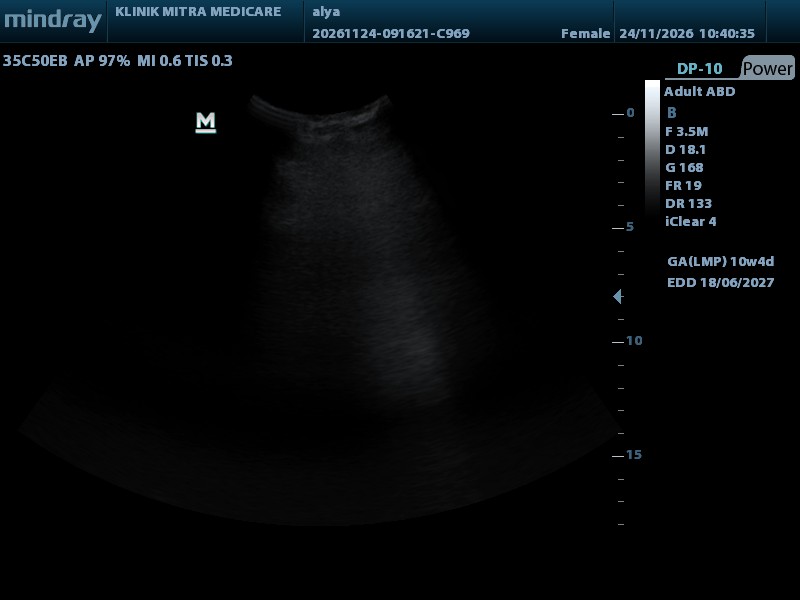 mindray
KLINIK MITRA MEDICARE
alya
20261124-091621-C969
Female
24/11/2026 10:40:35
35C50EB AP 97% MI 0.6 TIS 0.3
DP-10
Power
M
Adult ABD
B
F 3.5M
D 18.1
G 168
FR 19
DR 133
iClear 4
GA(LMP) 10w4d
EDD 18/06/2027
0
5
10
15